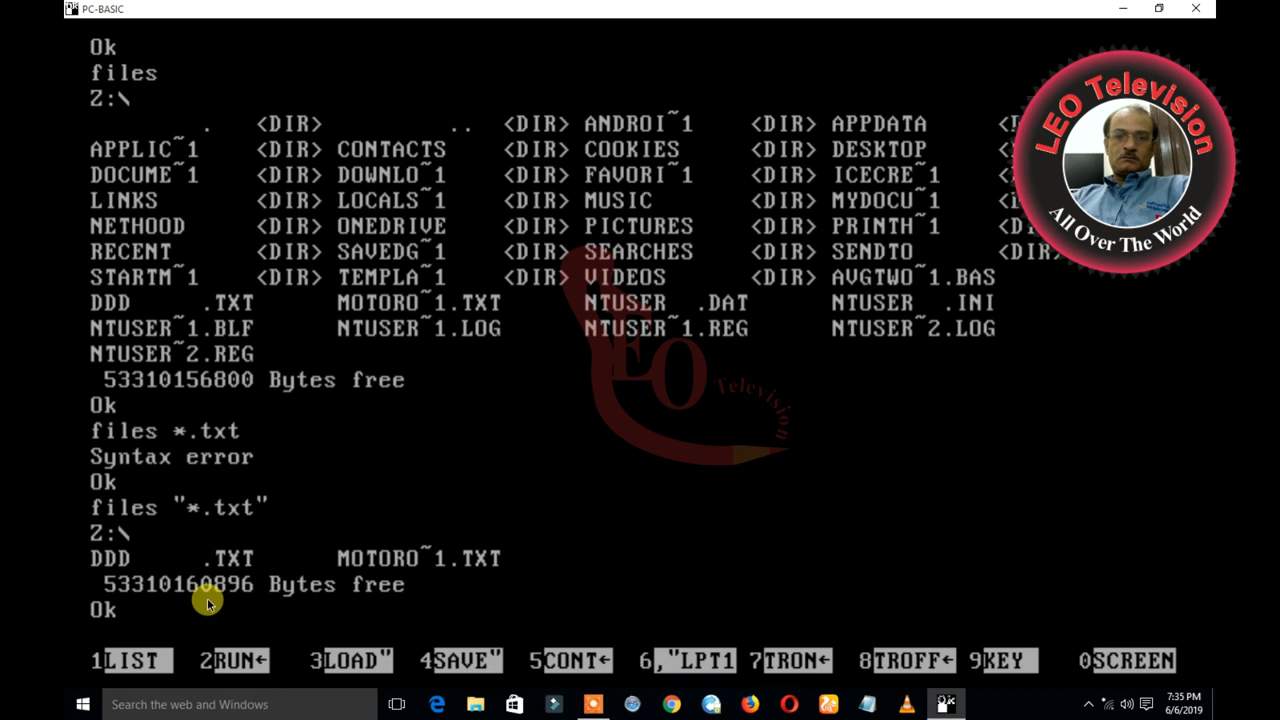 PC-BASIC
Ok
files
Z:\
. <DIR> .. <DIR> ANDROI~1 <DIR> APPDATA
APPLIC~1 <DIR> CONTACTS <DIR> COOKIES <DIR> DESKTOP
DOCUME~1 <DIR> DOWNLO~1 <DIR> FAVORI~1 <DIR> ICECRE~1
LINKS <DIR> LOCALS~1 <DIR> MUSIC <DIR> MYDOCU~1
NETHOOD <DIR> ONEDRIVE <DIR> PICTURES <DIR> PRINTH~1
RECENT <DIR> SAVEDG~1 <DIR> SEARCHES <DIR> SENDTO <DIR>
STARTM~1 <DIR> TEMPLA~1 <DIR> VIDEOS <DIR> AVGTWO~1.BAS
DDD .TXT MOTORO~1.TXT NTUSER .DAT NTUSER .INI
NTUSER~1.BLF NTUSER~1.LOG NTUSER~1.REG NTUSER~2.LOG
NTUSER~2.REG
53310156800 Bytes free
Ok
files *.txt
Syntax error
Ok
files "*.txt"
Z:\
DDD .TXT MOTORO~1.TXT
53310160896 Bytes free
Ok
1LIST 2RUN← 3LOAD" 4SAVE" 5CONT← 6,"LPT1 7TRON← 8TROFF← 9KEY 0SCREEN
LEO Television
All Over The World
LEO Television
Search the web and Windows
7:35 PM
6/6/2019